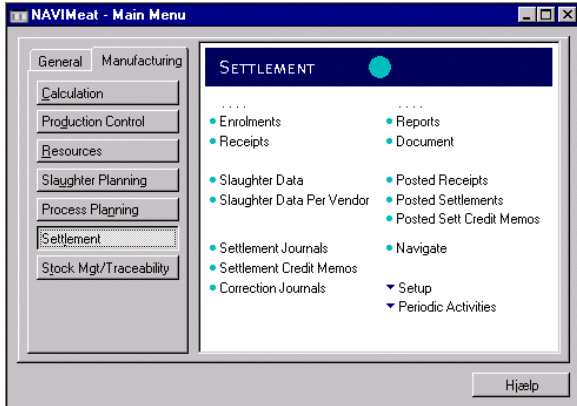 NAVIMeat - Main Menu
General
Manufacturing
Calculation
Production Control
Resources
Slaughter Planning
Process Planning
Settlement
Stock Mgt/Traceability
SETTLEMENT
. . . .
Enrolments
Receipts
Slaughter Data
Slaughter Data Per Vendor
Settlement Journals
Settlement Credit Memos
Correction Journals
. . . .
Reports
Document
Posted Receipts
Posted Settlements
Posted Sett Credit Memos
Navigate
Setup
Periodic Activities
Hjælp